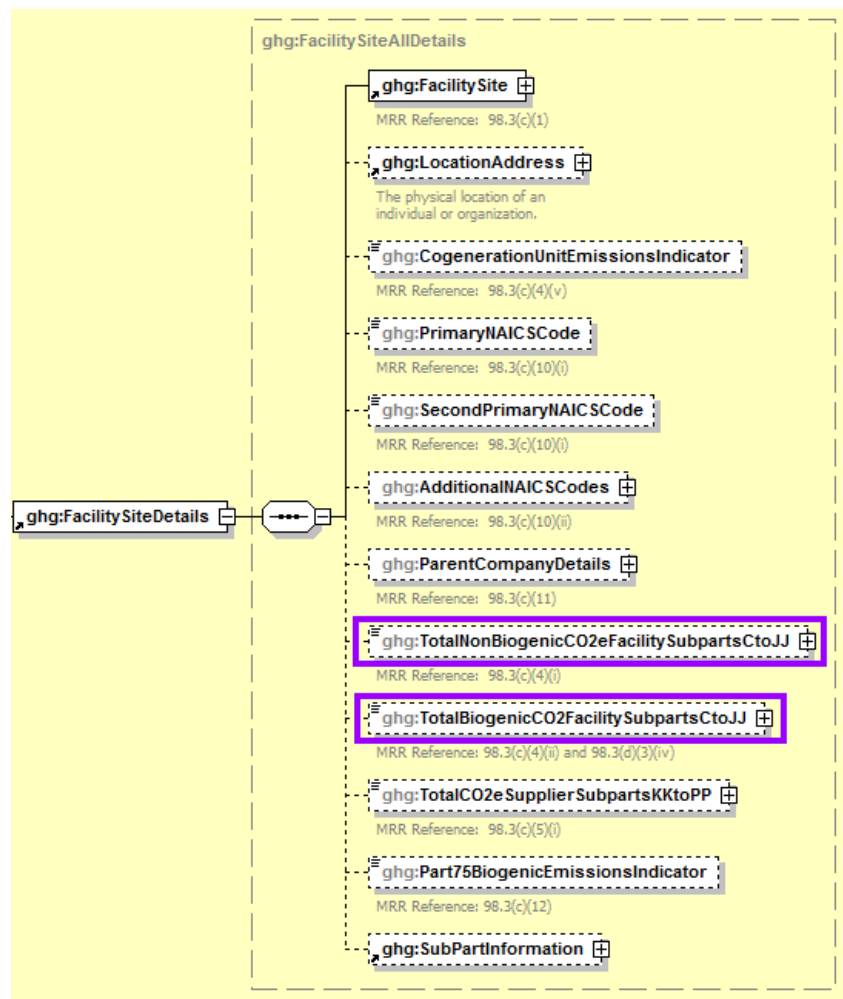 ghg:FacilitySiteAllDetails
ghg:FacilitySite
MRR Reference: 98.3(c)(1)
ghg:LocationAddress
The physical location of an
individual or organization.
ghg:CogenerationUnitEmissionsIndicator
MRR Reference: 98.3(c)(4)(v)
ghg:PrimaryNAICSCode
MRR Reference: 98.3(c)(10)(i)
ghg:SecondPrimaryNAICSCode
MRR Reference: 98.3(c)(10)(i)
ghg:AdditionalNAICSCodes
MRR Reference: 98.3(c)(10)(ii)
ghg:FacilitySiteDetails
ghg:ParentCompanyDetails
MRR Reference: 98.3(c)(11)
ghg:TotalNonBiogenicCO2eFacilitySubpartsCtoJJ
MRR Reference: 98.3(c)(4)(i)
ghg:TotalBiogenicCO2FacilitySubpartsCtoJJ
MRR Reference: 98.3(c)(4)(ii) and 98.3(d)(3)(iv)
ghg:TotalCO2eSupplierSubpartsKKtoPP
MRR Reference: 98.3(c)(5)(i)
ghg:Part75BiogenicEmissionsIndicator
MRR Reference: 98.3(c)(12)
ghg:SubPartInformation